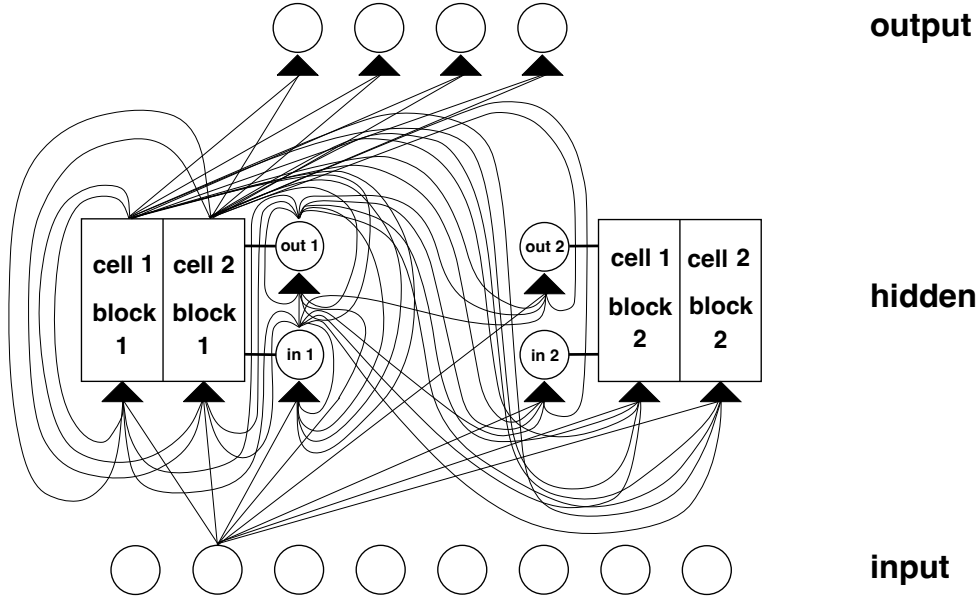 output
out 1
out 2
cell 1
cell 2
cell 1
cell 2
block
block
block
block
1
1
2
2
hidden
in 1
in 2
input